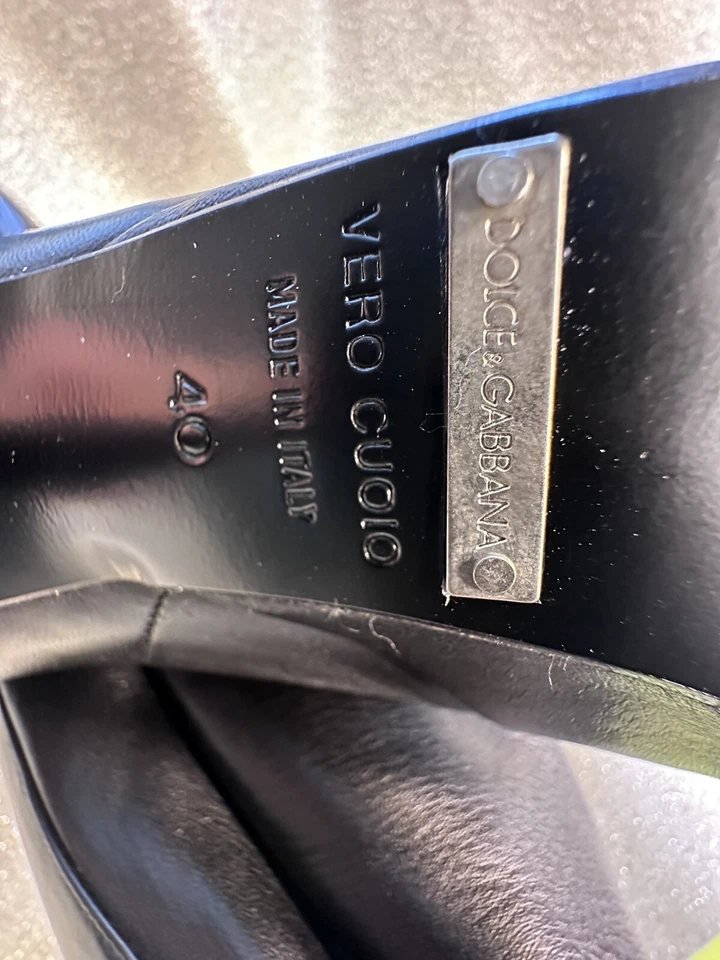 DOLCE & GABBANA
VERO CUOIO
MADE IN ITALY
40